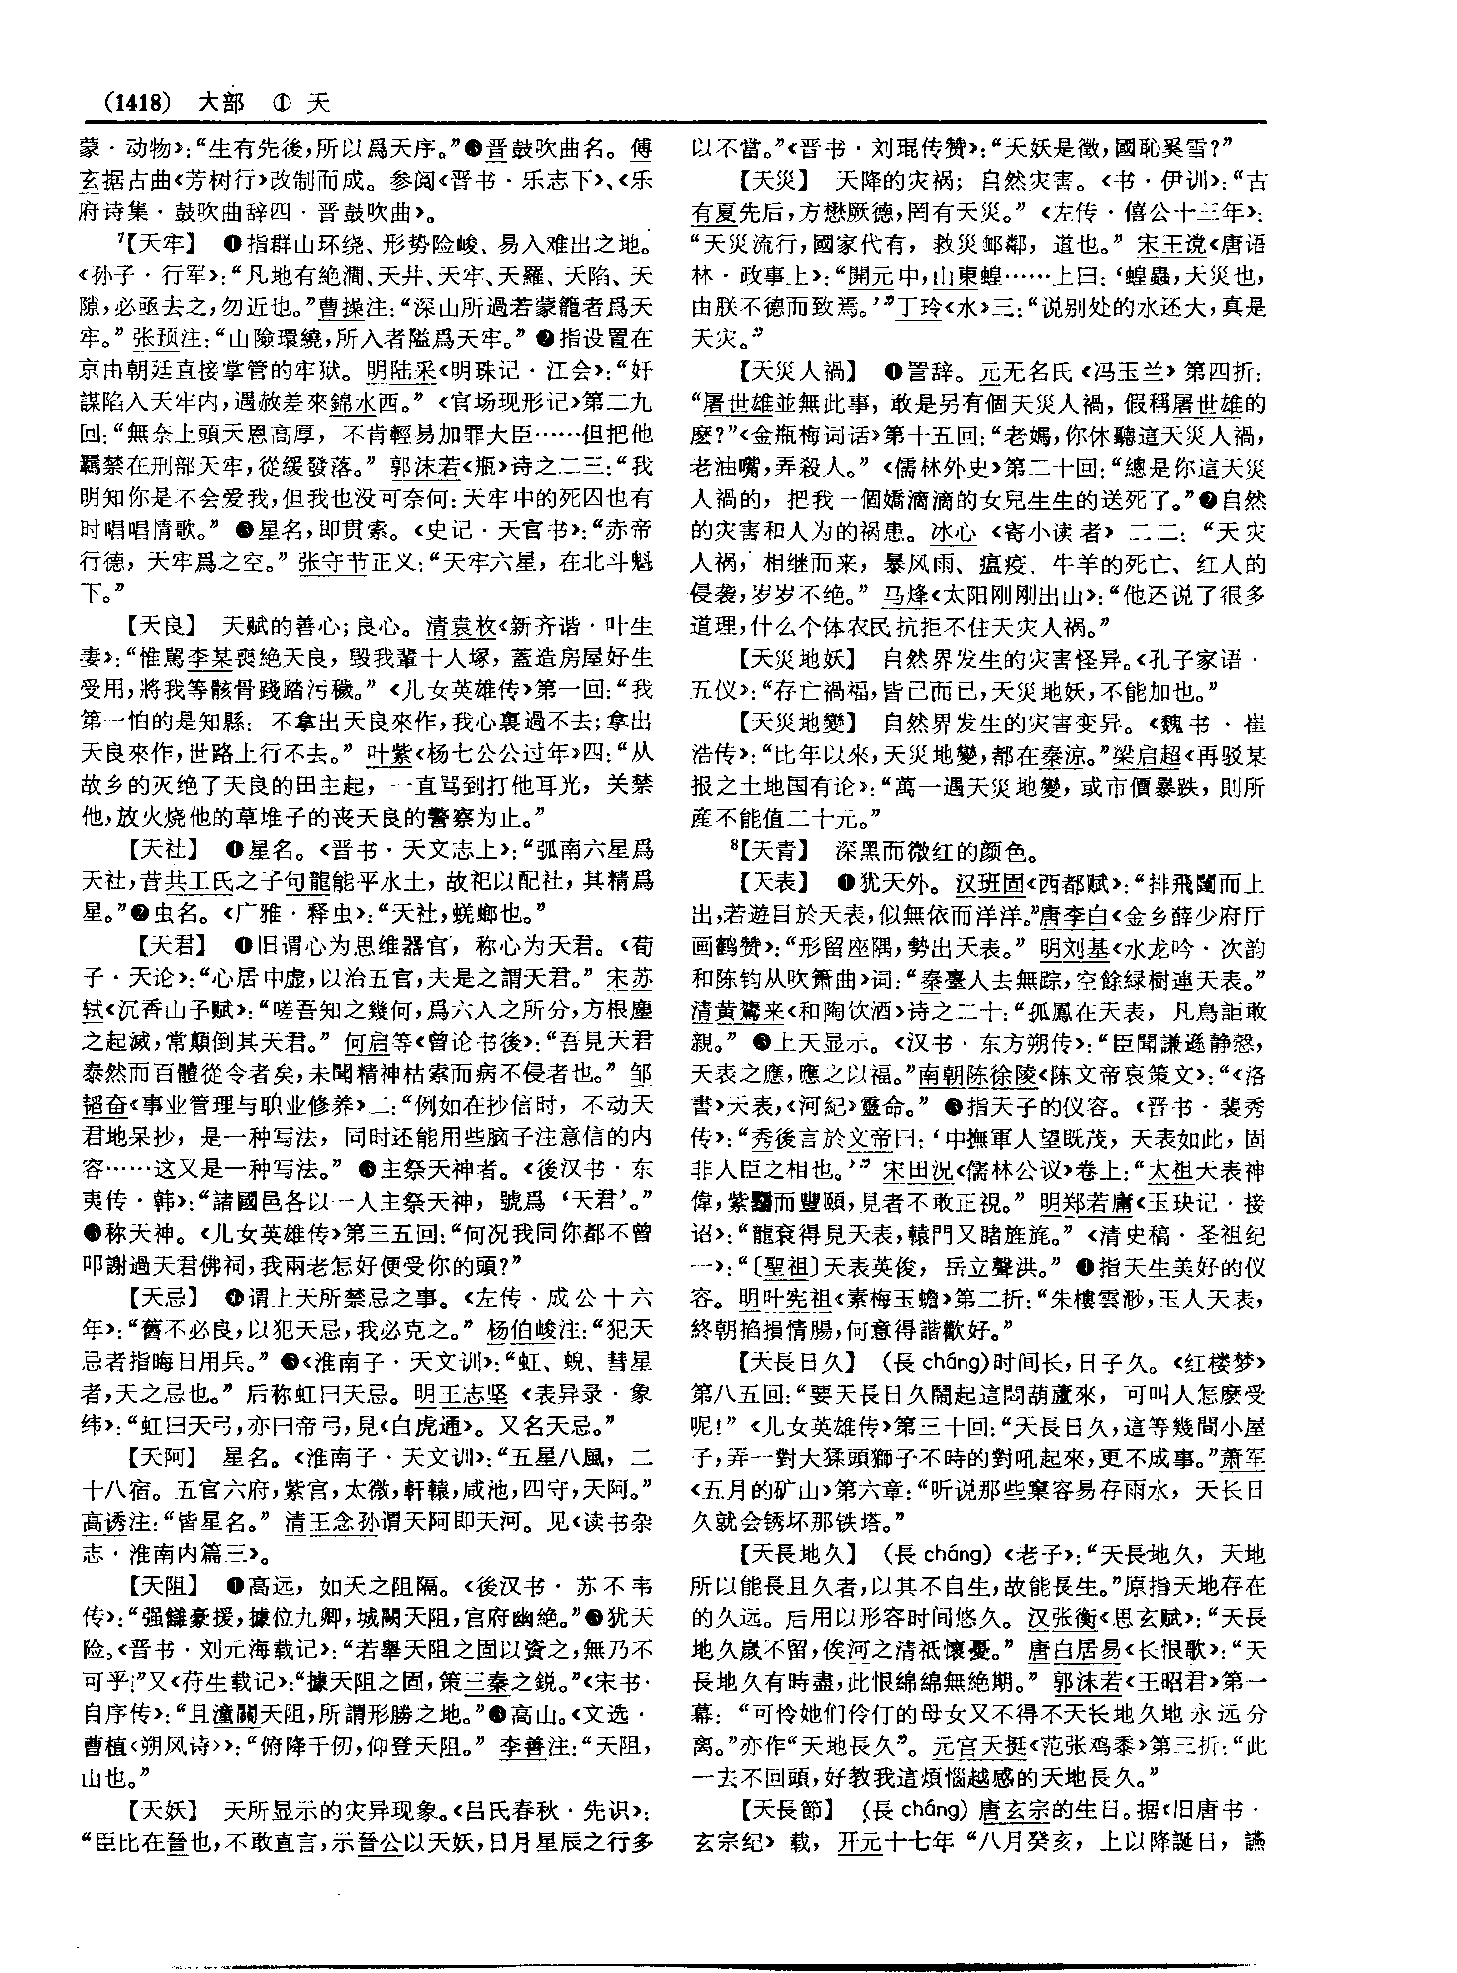 (1418) 大部 ① 天
蒙·动物》：“生有先後，所以爲天序。”❸晋鼓吹曲名。傅
玄据古曲《芳树行》改制而成。参阅《晋书·乐志下》、《乐
府诗集·鼓吹曲辞四·晋鼓吹曲》。
7【天牢】 ❶指群山环绕、形势险峻、易入难出之地。
《孙子·行军》：“凡地有絶澗、天井、天牢、天羅、天陷、天
隙，必亟去之，勿近也。”曹操注：“深山所過若蒙籠者爲天
牢。”张预注：“山險環繞，所入者隘爲天牢。”❷指设置在
京由朝廷直接掌管的牢狱。明陆采《明珠记·江会》：“奸
謀陷入天牢内，遇赦差來錦水西。”《官场现形记》第二九
回：“無奈上頭天恩高厚，不肯輕易加罪大臣……但把他
羈禁在刑部天牢，從緩發落。”郭沫若《瓶》诗之二三：“我
明知你是不会爱我，但我也没可奈何：天牢中的死囚也有
时唱唱情歌。”❸星名，即贯索。《史记·天官书》：“赤帝
行德，天牢爲之空。”张守节正义：“天牢六星，在北斗魁
下。”
【天良】 天赋的善心；良心。清袁枚《新齐谐·叶生
妻》：“惟駡李某喪絶天良，毁我輩十人塚，蓋造房屋好生
受用，將我等骸骨踐踏污穢。”《儿女英雄传》第一回：“我
第一怕的是知縣：不拿出天良來作，我心裏過不去；拿出
天良來作，世路上行不去。”叶紫《杨七公公过年》四：“从
故乡的灭绝了天良的田主起，一直骂到打他耳光，关禁
他，放火烧他的草堆子的丧天良的警察为止。”
【天社】 ❶星名。《晋书·天文志上》：“弧南六星爲
天社，昔共工氏之子句龍能平水土，故祀以配社，其精爲
星。”❷虫名。《广雅·释虫》：“天社，蜣螂也。”
【天君】 ❶旧谓心为思维器官，称心为天君。《荀
子·天论》：“心居中虚，以治五官，夫是之謂天君。”宋苏
轼《沉香山子赋》：“嗟吾知之幾何，爲六入之所分，方根塵
之起滅，常顛倒其天君。”何启等《曾论书後》：“吾見天君
泰然而百體從令者矣，未聞精神枯索而病不侵者也。”邹
韬奋《事业管理与职业修养》二：“例如在抄信时，不动天
君地呆抄，是一种写法，同时还能用些脑子注意信的内
容……这又是一种写法。”❷主祭天神者。《後汉书·东
夷传·韩》：“諸國邑各以一人主祭天神，號爲‘天君’。”
❸称天神。《儿女英雄传》第三五回：“何况我同你都不曾
叩謝過天君佛祠，我兩老怎好便受你的頭？”
【天忌】 ❶谓上天所禁忌之事。《左传·成公十六
年》：“舊不必良，以犯天忌，我必克之。”杨伯峻注：“犯天
忌者指晦日用兵。”❷《淮南子·天文训》：“虹、蜺、彗星
者，天之忌也。”后称虹曰天忌。明王志坚《表异录·象
纬》：“虹曰天弓，亦曰帝弓，見《白虎通》。又名天忌。”
【天阿】 星名。《淮南子·天文训》：“五星八風，二
十八宿。五官六府，紫宫，太微，軒轅，咸池，四守，天阿。”
高诱注：“皆星名。”清王念孙谓天阿即天河。见《读书杂
志·淮南内篇三》。
【天阻】 ❶高远，如天之阻隔。《後汉书·苏不韦
传》：“强讎豪援，據位九卿，城闕天阻，宫府幽絶。”❷犹天
险。《晋书·刘元海载记》：“若舉天阻之固以資之，無乃不
可乎？”又《苻生载记》：“據天阻之固，策三秦之鋭。”《宋书·
自序传》：“且潼關天阻，所謂形勝之地。”❸高山。《文选·
曹植〈朔风诗〉》：“俯降千仞，仰登天阻。”李善注：“天阻，
山也。”
【天妖】 天所显示的灾异现象。《吕氏春秋·先识》：
“臣比在晉也，不敢直言，示晉公以天妖，日月星辰之行多
以不當。”《晋书·刘琨传赞》：“天妖是徵，國恥奚雪？”
【天災】 天降的灾祸；自然灾害。《书·伊训》：“古
有夏先后，方懋厥德，罔有天災。”《左传·僖公十三年》：
“天災流行，國家代有，救災䘏鄰，道也。”宋王谠《唐语
林·政事上》：“開元中，山東蝗……上曰：‘蝗蟲，天災也，
由朕不德而致焉。’”丁玲《水》三：“说别处的水还大，真是
天灾。”
【天災人禍】 ❶詈辞。元无名氏《冯玉兰》第四折：
“屠世雄並無此事，敢是另有個天災人禍，假稱屠世雄的
麽？”《金瓶梅词话》第十五回：“老媽，你休聽這天災人禍，
老油嘴，弄殺人。”《儒林外史》第二十回：“總是你這天災
人禍的，把我一個嬌滴滴的女兒生生的送死了。”❷自然
的灾害和人为的祸患。冰心《寄小读者》二二：“天灾
人祸，相继而来，暴风雨、瘟疫、牛羊的死亡、红人的
侵袭，岁岁不绝。”马烽《太阳刚刚出山》：“他还说了很多
道理，什么个体农民抗拒不住天灾人祸。”
【天災地妖】 自然界发生的灾害怪异。《孔子家语·
五仪》：“存亡禍福，皆己而已，天災地妖，不能加也。”
【天災地變】 自然界发生的灾害变异。《魏书·崔
浩传》：“比年以來，天災地變，都在秦凉。”梁启超《再驳某
报之土地国有论》：“萬一遇天災地變，或市價暴跌，則所
産不能值二十元。”
8【天青】 深黑而微红的颜色。
【天表】 ❶犹天外。汉班固《西都赋》：“排飛闥而上
出，若遊目於天表，似無依而洋洋。”唐李白《金乡薛少府厅
画鹤赞》：“形留座隅，勢出天表。”明刘基《水龙吟·次韵
和陈钧从吹箫曲》词：“秦臺人去無踪，空餘緑樹連天表。”
清黄鷟来《和陶饮酒》诗之二十：“孤鳳在天表，凡鳥詎敢
親。”❷上天显示。《汉书·东方朔传》：“臣聞謙遜静慤，
天表之應，應之以福。”南朝陈徐陵《陈文帝哀策文》：“《洛
書》天表，《河紀》靈命。”❸指天子的仪容。《晋书·裴秀
传》：“秀後言於文帝曰：‘中撫軍人望既茂，天表如此，固
非人臣之相也。’”宋田况《儒林公议》卷上：“太祖天表神
偉，紫而豐頤，見者不敢正視。”明郑若庸《玉玦记·接
诏》：“龍衮得見天表，轅門又睹旌旄。”《清史稿·圣祖纪
一》：“〔聖祖〕天表英俊，岳立聲洪。”❹指天生美好的仪
容。明叶宪祖《素梅玉蟾》第二折：“朱樓雲渺，玉人天表，
終朝掐損情腸，何意得諧歡好。”
【天長日久】 （長 cháng）时间长，日子久。《红楼梦》
第八五回：“要天長日久鬧起這悶葫蘆來，可叫人怎麽受
呢！”《儿女英雄传》第三十回：“天長日久，這等幾間小屋
子，弄一對大猱頭獅子不時的對吼起來，更不成事。”萧军
《五月的矿山》第六章：“听说那些窠容易存雨水，天长日
久就会锈坏那铁塔。”
【天長地久】 （長 cháng）《老子》：“天長地久，天地
所以能長且久者，以其不自生，故能長生。”原指天地存在
的久远。后用以形容时间悠久。汉张衡《思玄赋》：“天長
地久歲不留，俟河之清祗懷憂。”唐白居易《长恨歌》：“天
長地久有時盡，此恨綿綿無絶期。”郭沫若《王昭君》第一
幕：“可怜她们伶仃的母女又不得不天长地久地永远分
离。”亦作“天地長久”。元宫天挺《范张鸡黍》第三折：“此
一去不回頭，好教我這煩惱越感的天地長久。”
【天長節】 （長 cháng）唐玄宗的生日。据《旧唐书·
玄宗纪》载，开元十七年“八月癸亥，上以降誕日，讌